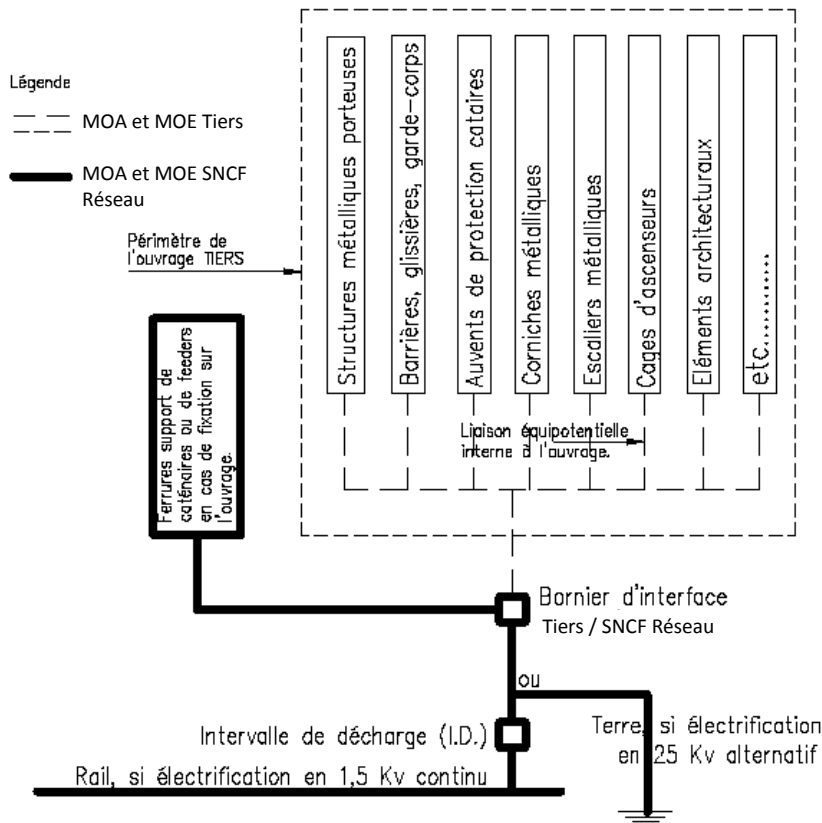 Légende
MOA et MOE Tiers
MOA et MOE SNCF
Réseau
Périmètre de
l'ouvrage TIERS
Structures métalliques porteuses
Barrières, glissières, garde-corps
Auvents de protection cataires
Corniches métalliques
Escaliers métalliques
Cages d'ascenseurs
Eléments architecturaux
etc............
Liaison équipotentielle
interne à l'ouvrage.
Ferrures support de
caténaires ou de feeders
en cas de fixation sur
l'ouvrage.
Bornier d'interface
Tiers / SNCF Réseau
ou
Intervalle de décharge (I.D.)
Terre, si électrification
en 25 Kv alternatif
Rail, si électrification en 1,5 Kv continu